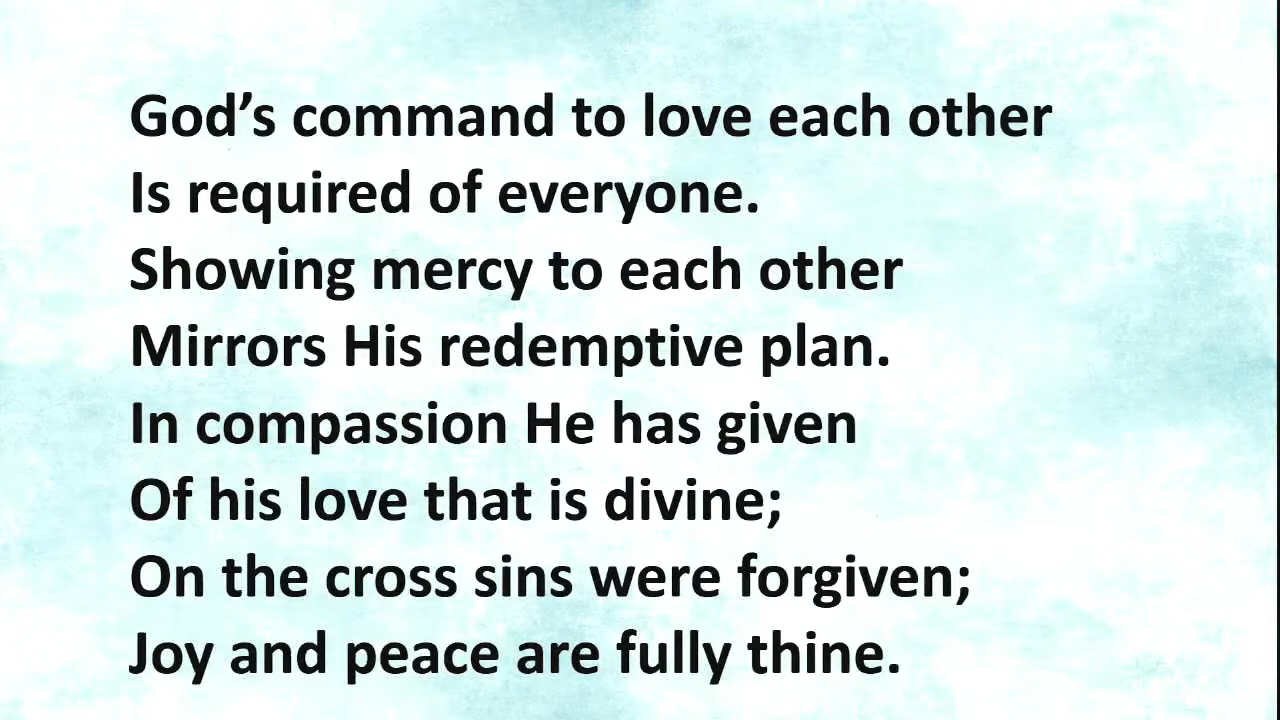 God’s command to love each other
Is required of everyone.
Showing mercy to each other
Mirrors His redemptive plan.
In compassion He has given
Of his love that is divine;
On the cross sins were forgiven;
Joy and peace are fully thine.